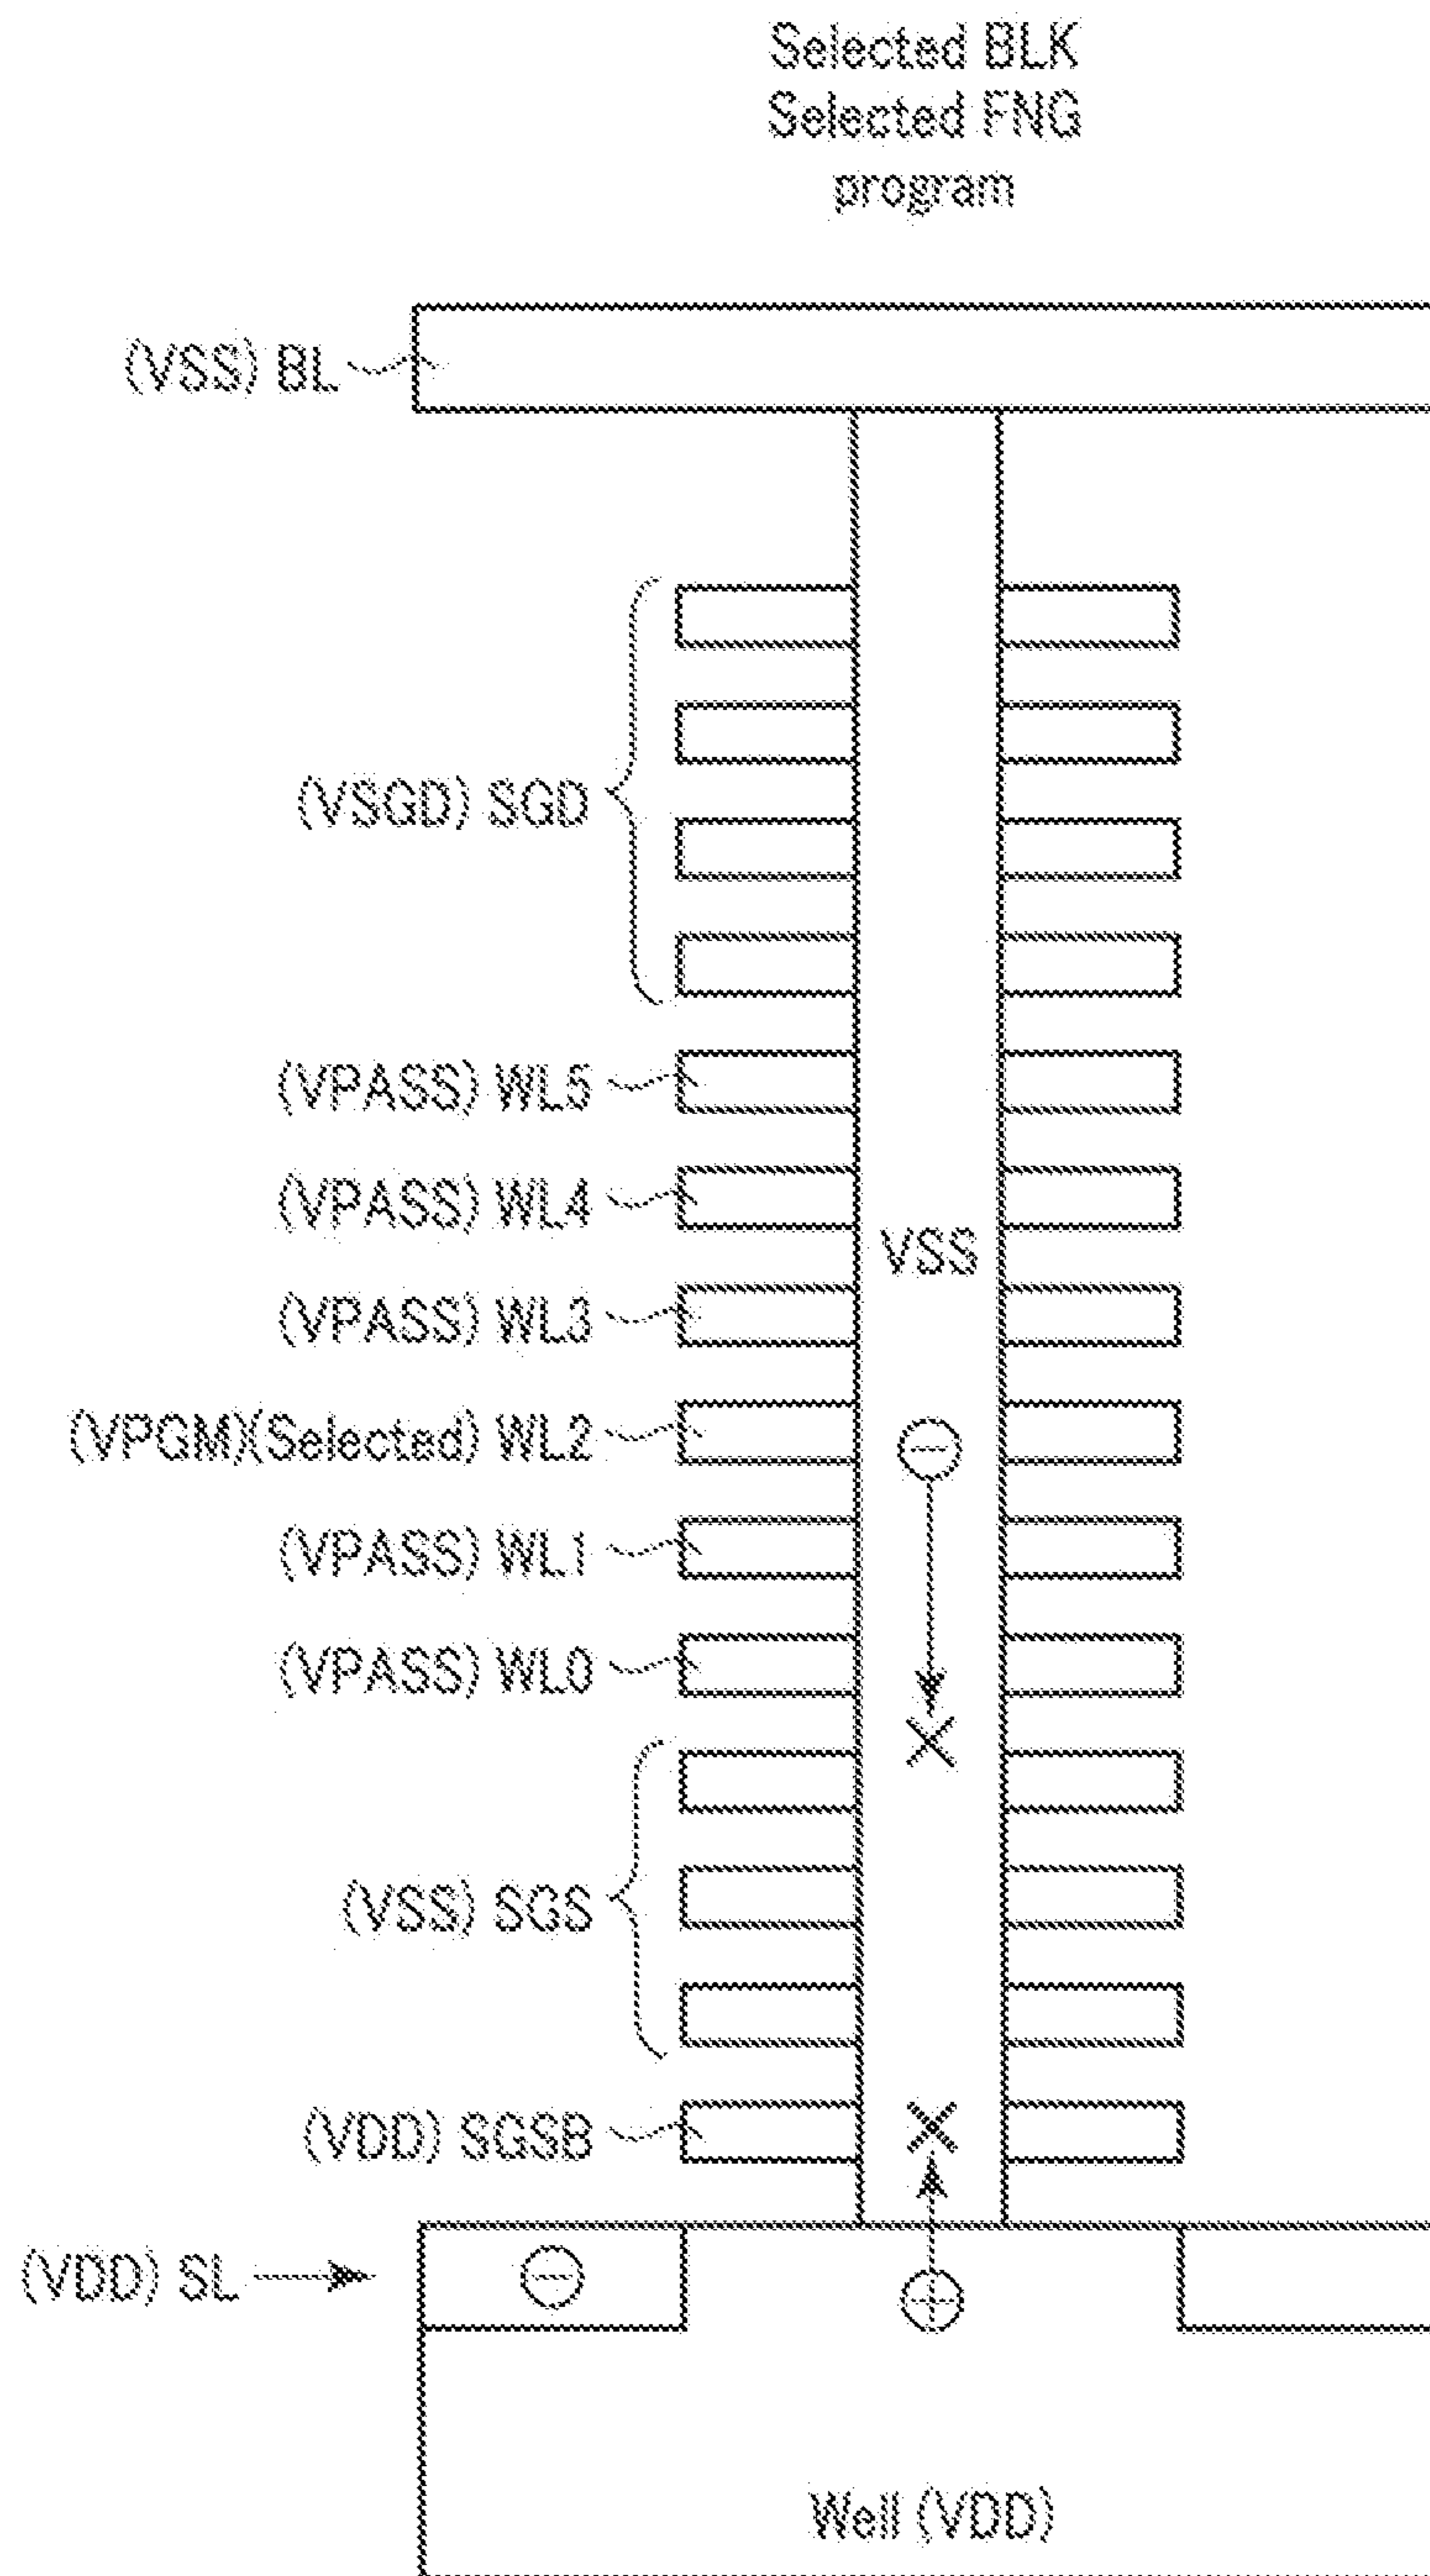 Selected BLK
Selected FNG
program
(VSS) BL
(VSGD) SGD
(VPASS) WL5
(VPASS) WL4
VSS
(VPASS) WL3
(VPGM)(Selected) WL2
(VPASS) WL1
(VPASS) WL0
(VSS) SGS
(VDD) SGSB
(VDD) SL
Well (VDD)